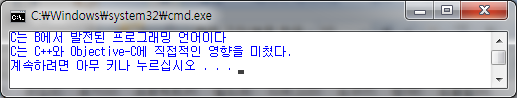 C:₩Windows₩system32₩cmd.exe
C는 B에서 발전된 프로그래밍 언어이다
C는 C++와 Objective-C에 직접적인 영향을 미쳤다.
계속하려면 아무 키나 누르십시오 . . .